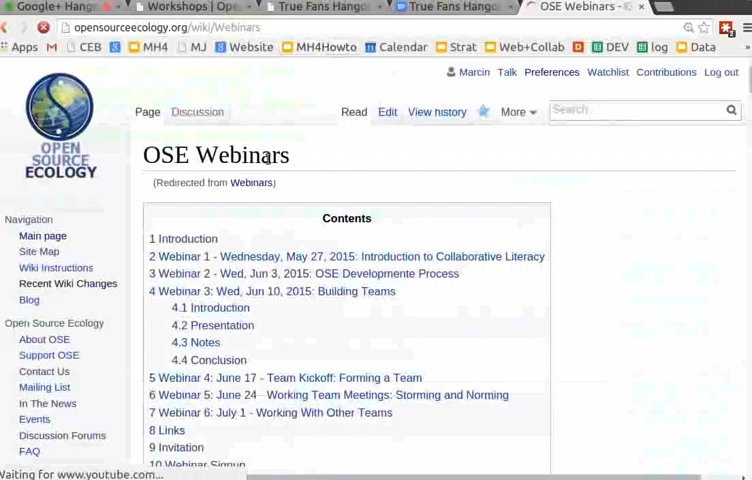 Google+ Hang
Workshops | Ope
True Fans Hango
True Fans Hango
OSE Webinars -
opensourceecology.org/wiki/Webinars
Apps
CEB
MH4
MJ
Website
MH4Howto
Calendar
Strat
Web+Collab
DEV
log
Data
Marcin Talk Preferences Watchlist Contributions Log out
Page Discussion Read Edit View history More Search
OPEN
SOURCE
ECOLOGY
OSE Webinars
(Redirected from Webinars)
Contents
1 Introduction
2 Webinar 1 - Wednesday, May 27, 2015: Introduction to Collaborative Literacy
3 Webinar 2 - Wed, Jun 3, 2015: OSE Developmente Process
4 Webinar 3: Wed, Jun 10, 2015: Building Teams
4.1 Introduction
4.2 Presentation
4.3 Notes
4.4 Conclusion
5 Webinar 4: June 17 - Team Kickoff: Forming a Team
6 Webinar 5: June 24 - Working Team Meetings: Storming and Norming
7 Webinar 6: July 1 - Working With Other Teams
8 Links
9 Invitation
10 Webinar Signup
Navigation
Main page
Site Map
Wiki Instructions
Recent Wiki Changes
Blog
Open Source Ecology
About OSE
Support OSE
Contact Us
Mailing List
In The News
Events
Discussion Forums
FAQ
Waiting for www.youtube.com...